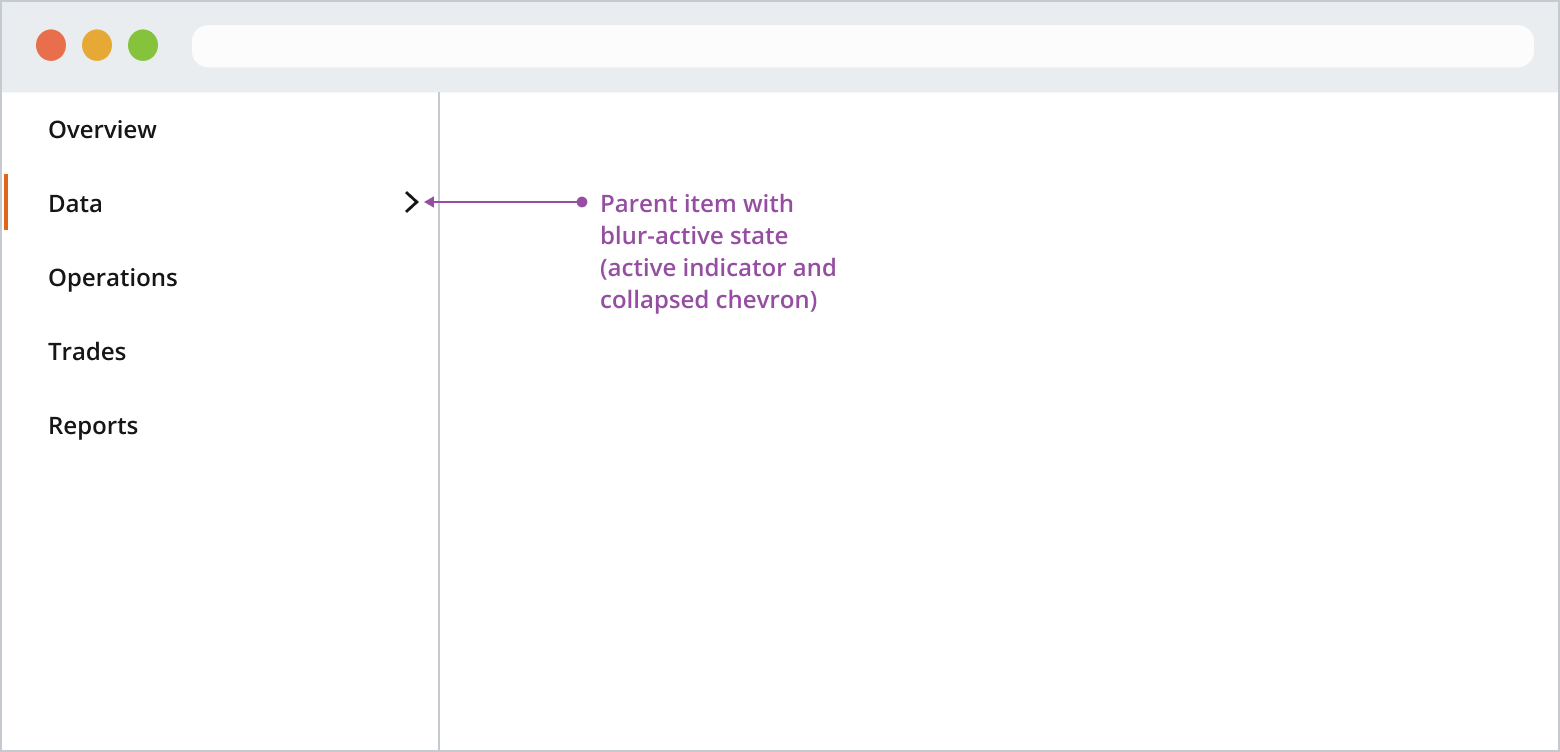 Overview
Data
Parent item with
blur-active state
(active indicator and
collapsed chevron)
Operations
Trades
Reports